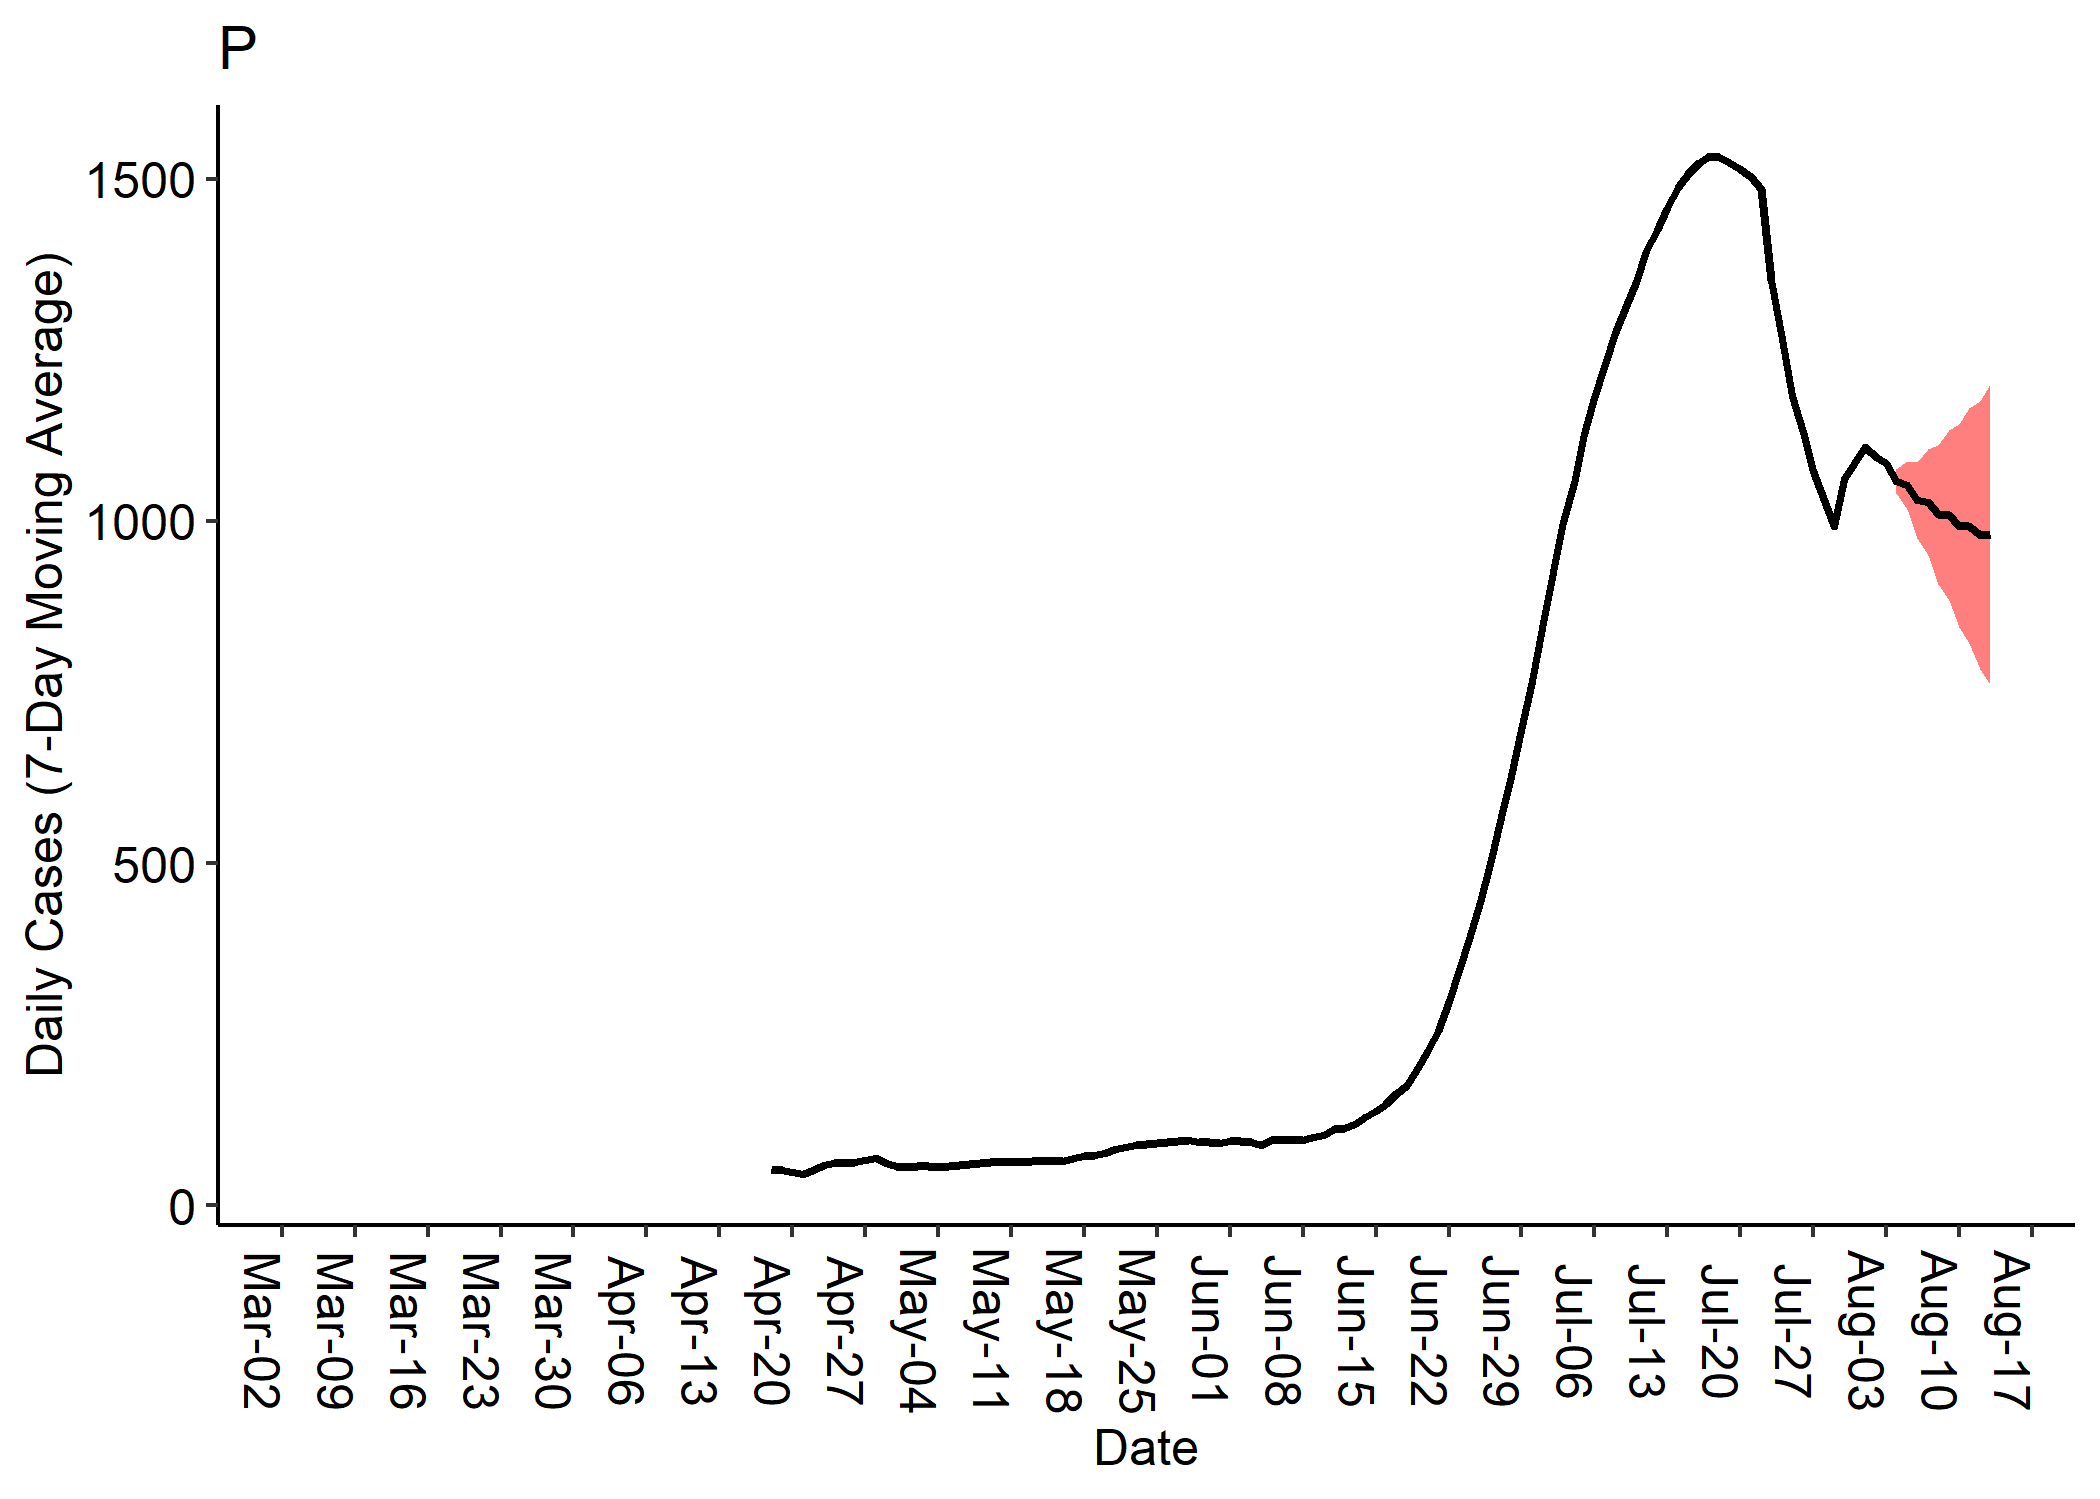 P
Daily Cases (7-Day Moving Average)
1500
1000
500
0
Mar-02
Mar-09
Mar-16
Mar-23
Mar-30
Apr-06
Apr-13
Apr-20
Apr-27
May-04
May-11
May-18
May-25
Jun-01
Jun-08
Jun-15
Jun-22
Jun-29
Jul-06
Jul-13
Jul-20
Jul-27
Aug-03
Aug-10
Aug-17
Date